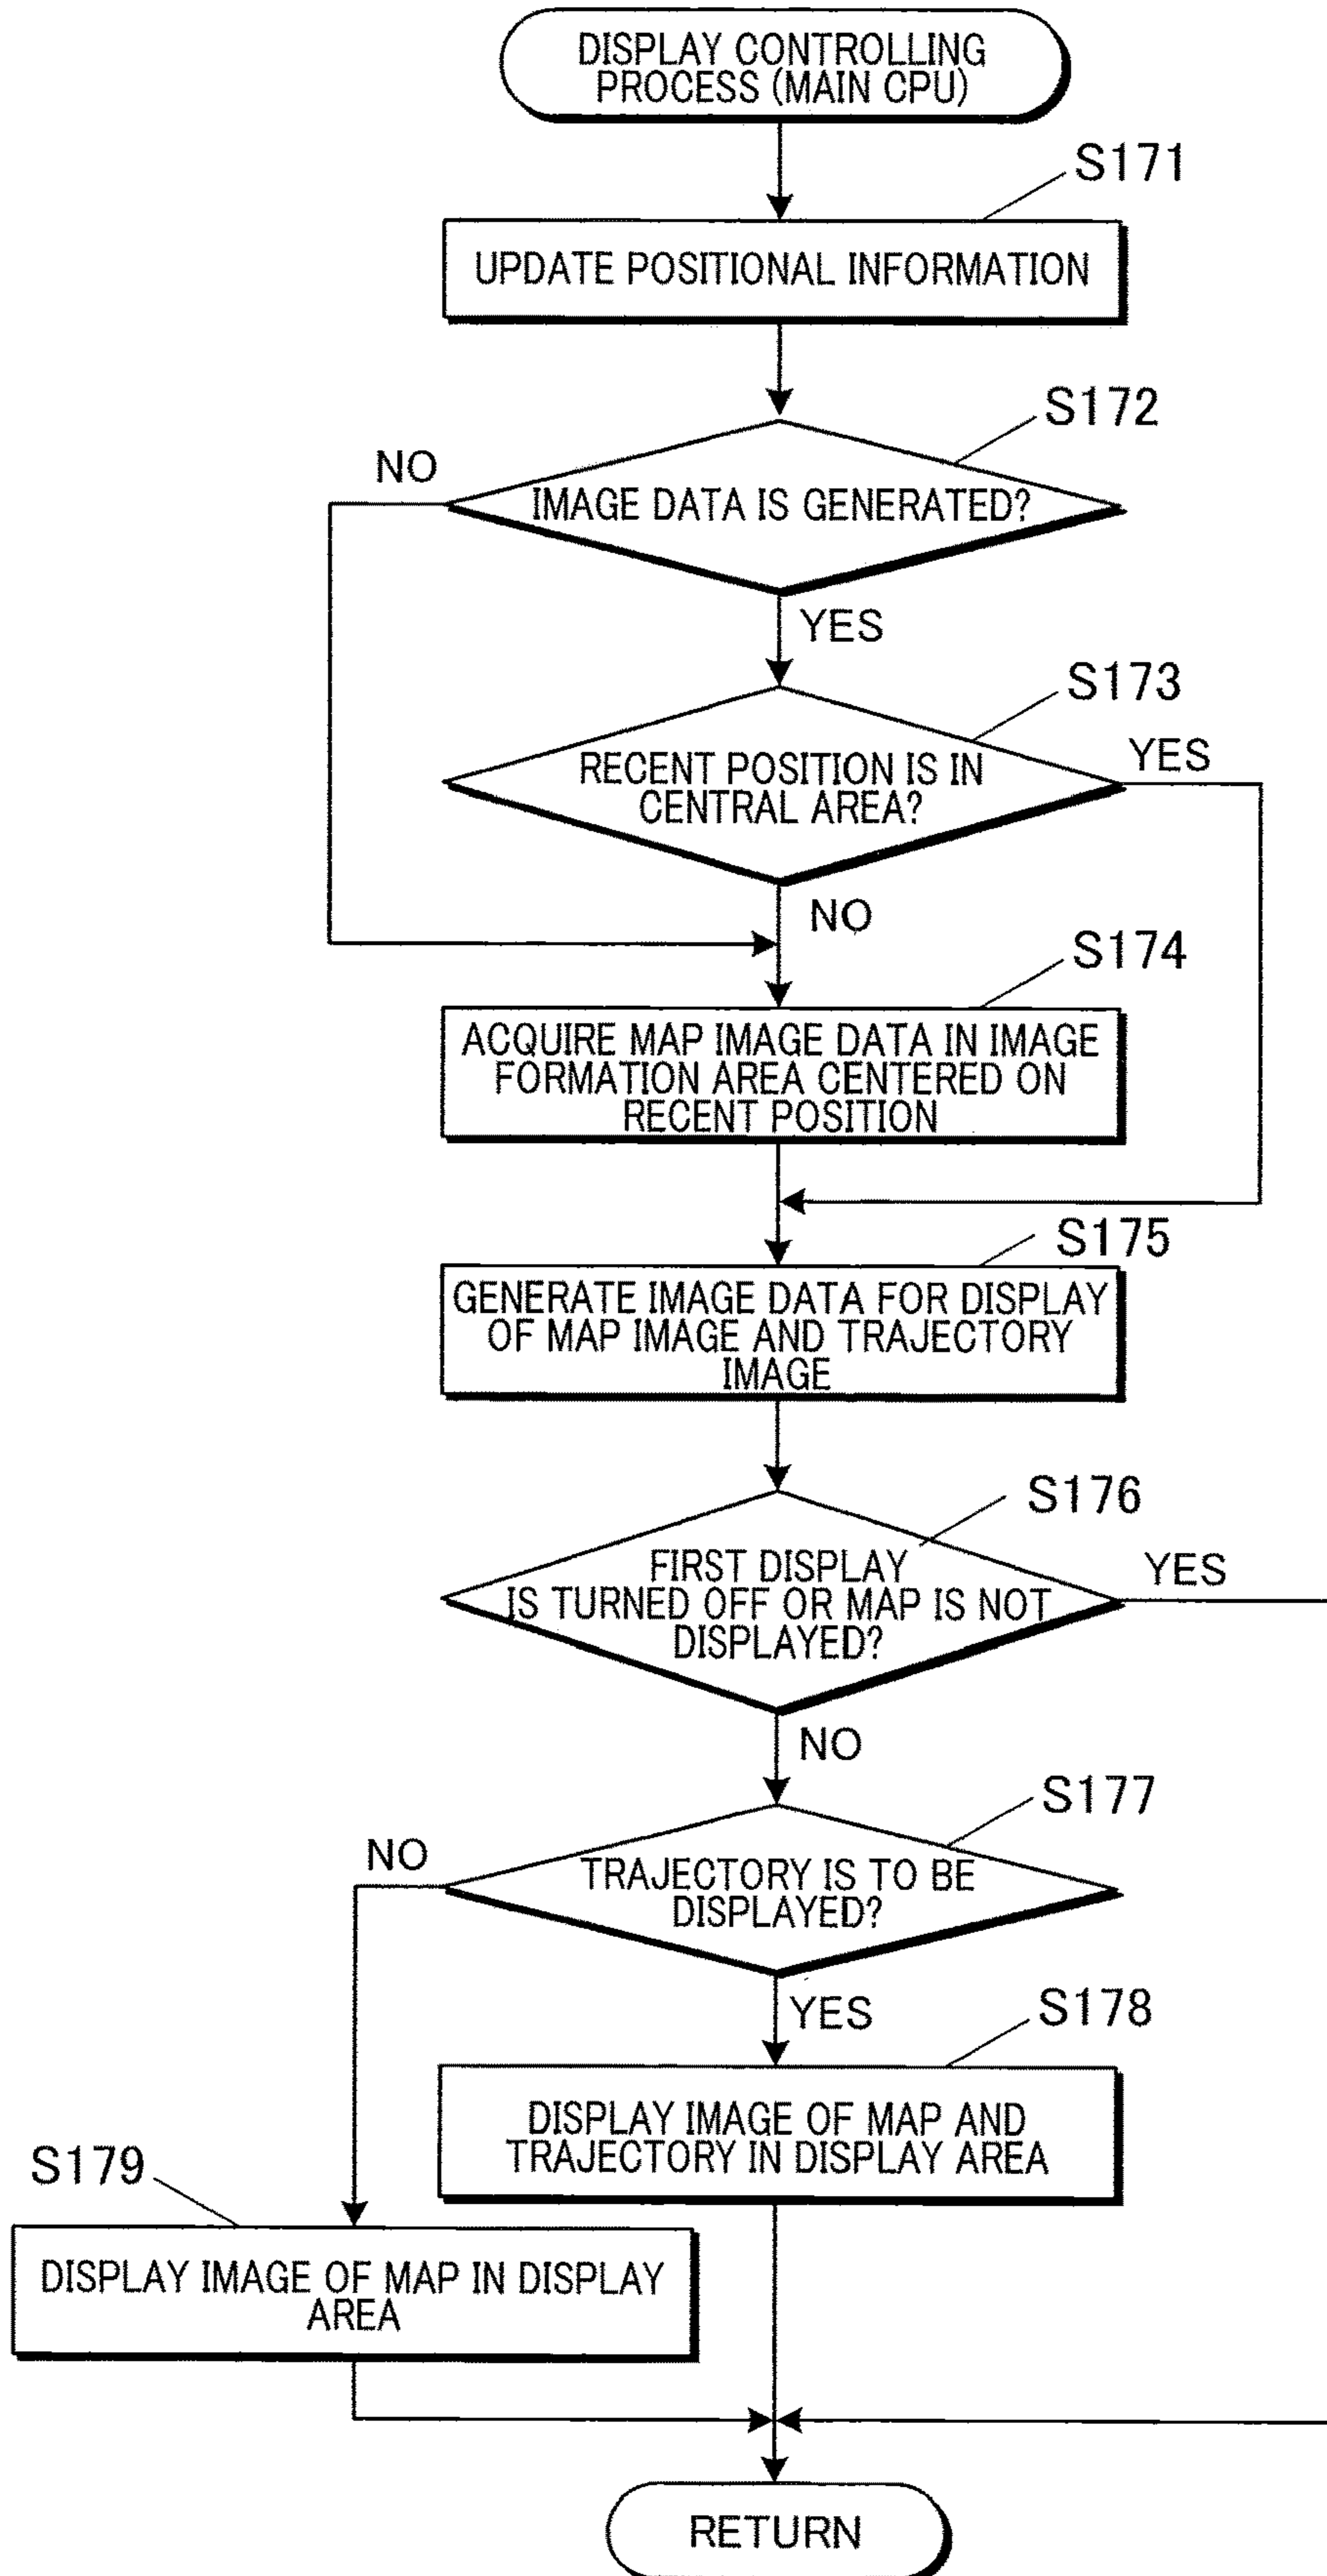 DISPLAY CONTROLLING
PROCESS (MAIN CPU)
S171
UPDATE POSITIONAL INFORMATION
S172
NO
IMAGE DATA IS GENERATED?
YES
S173
YES
RECENT POSITION IS IN
CENTRAL AREA?
NO
S174
ACQUIRE MAP IMAGE DATA IN IMAGE
FORMATION AREA CENTERED ON
RECENT POSITION
S175
GENERATE IMAGE DATA FOR DISPLAY
OF MAP IMAGE AND TRAJECTORY
IMAGE
S176
YES
FIRST DISPLAY
IS TURNED OFF OR MAP IS NOT
DISPLAYED?
NO
S177
NO
TRAJECTORY IS TO BE
DISPLAYED?
YES
S178
DISPLAY IMAGE OF MAP AND
TRAJECTORY IN DISPLAY AREA
S179
DISPLAY IMAGE OF MAP IN DISPLAY
AREA
RETURN